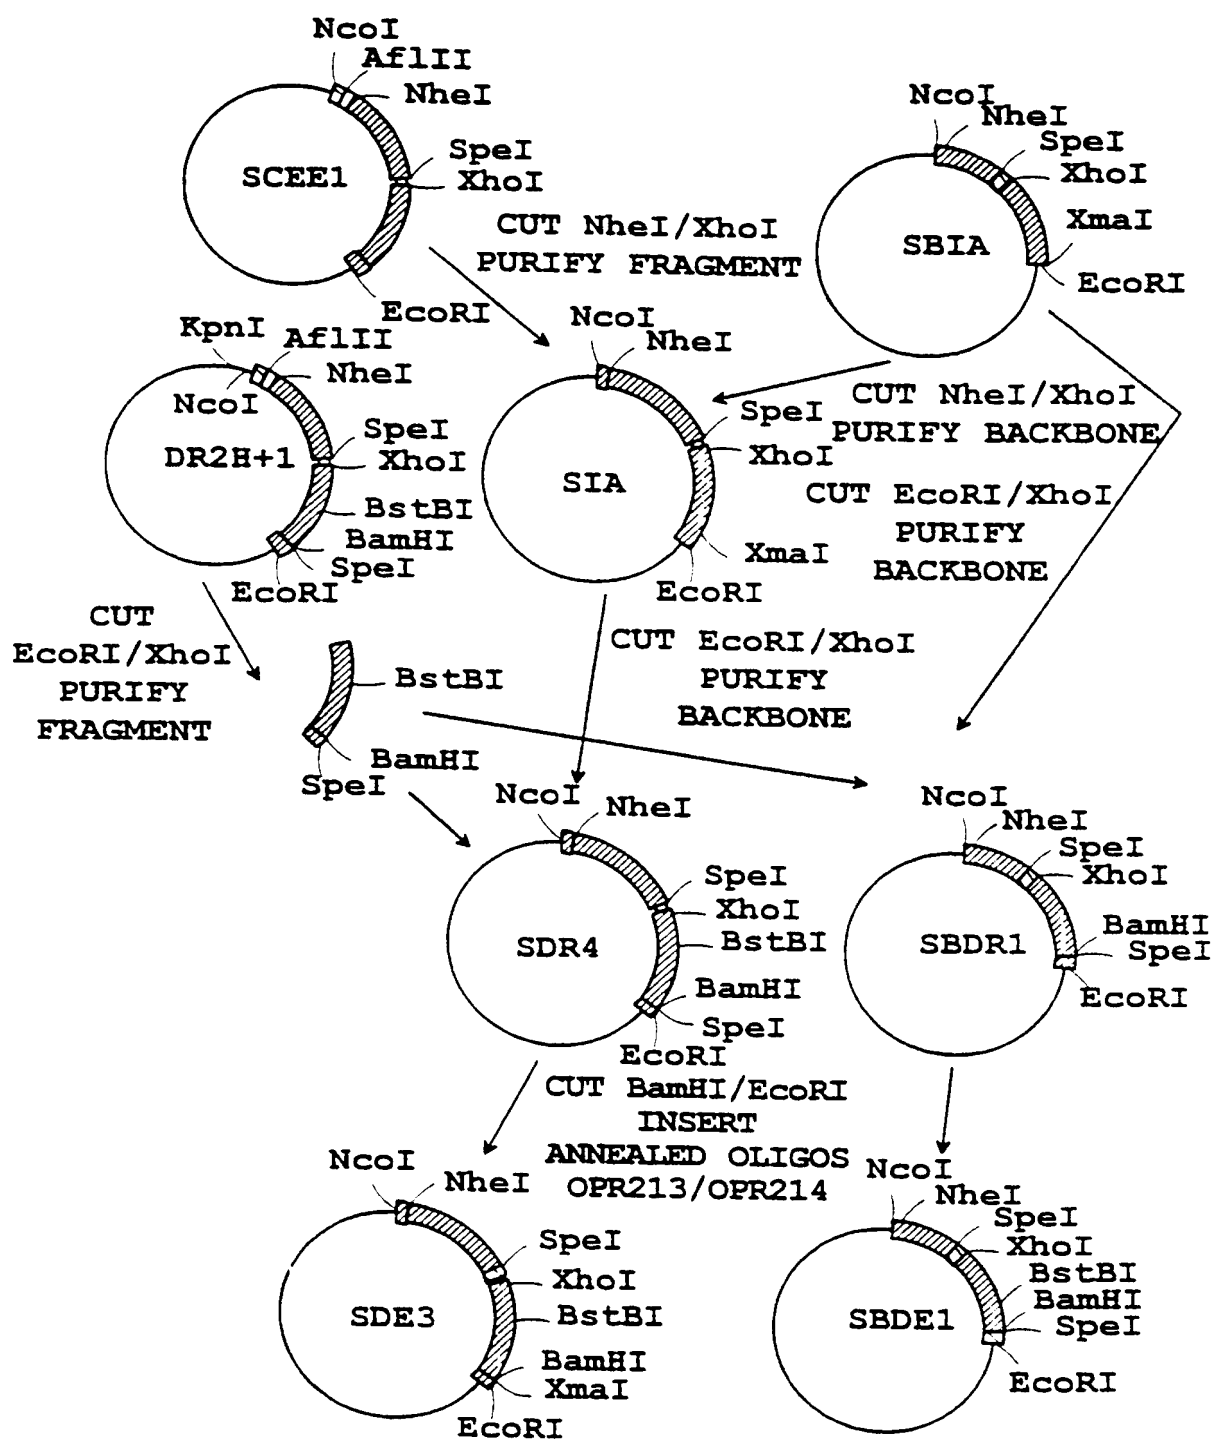 NcoI
AflII
NheI
SpeI
XhoI
SCEE1
EcoRI
CUT NheI/XhoI
PURIFY FRAGMENT
NcoI
NheI
SpeI
XhoI
XmaI
SBIA
EcoRI
KpnI
AflII
NheI
NcoI
SpeI
XhoI
DR2H+1
BstBI
BamHI
SpeI
EcoRI
NcoI
NheI
SpeI
XhoI
SIA
XmaI
EcoRI
CUT NheI/XhoI
PURIFY BACKBONE
CUT EcoRI/XhoI
PURIFY
BACKBONE
CUT
EcoRI/XhoI
PURIFY
FRAGMENT
BstBI
BamHI
SpeI
CUT EcoRI/XhoI
PURIFY
BACKBONE
NcoI
NheI
SpeI
XhoI
SDR4
BstBI
BamHI
SpeI
EcoRI
NcoI
NheI
SpeI
XhoI
SBDR1
BamHI
SpeI
EcoRI
CUT BamHI/EcoRI
INSERT
ANNEALED OLIGOS
OPR213/OPR214
NcoI
NheI
SpeI
XhoI
SDE3
BstBI
BamHI
XmaI
EcoRI
NcoI
NheI
SpeI
XhoI
BstBI
BamHI
SBDE1
SpeI
EcoRI